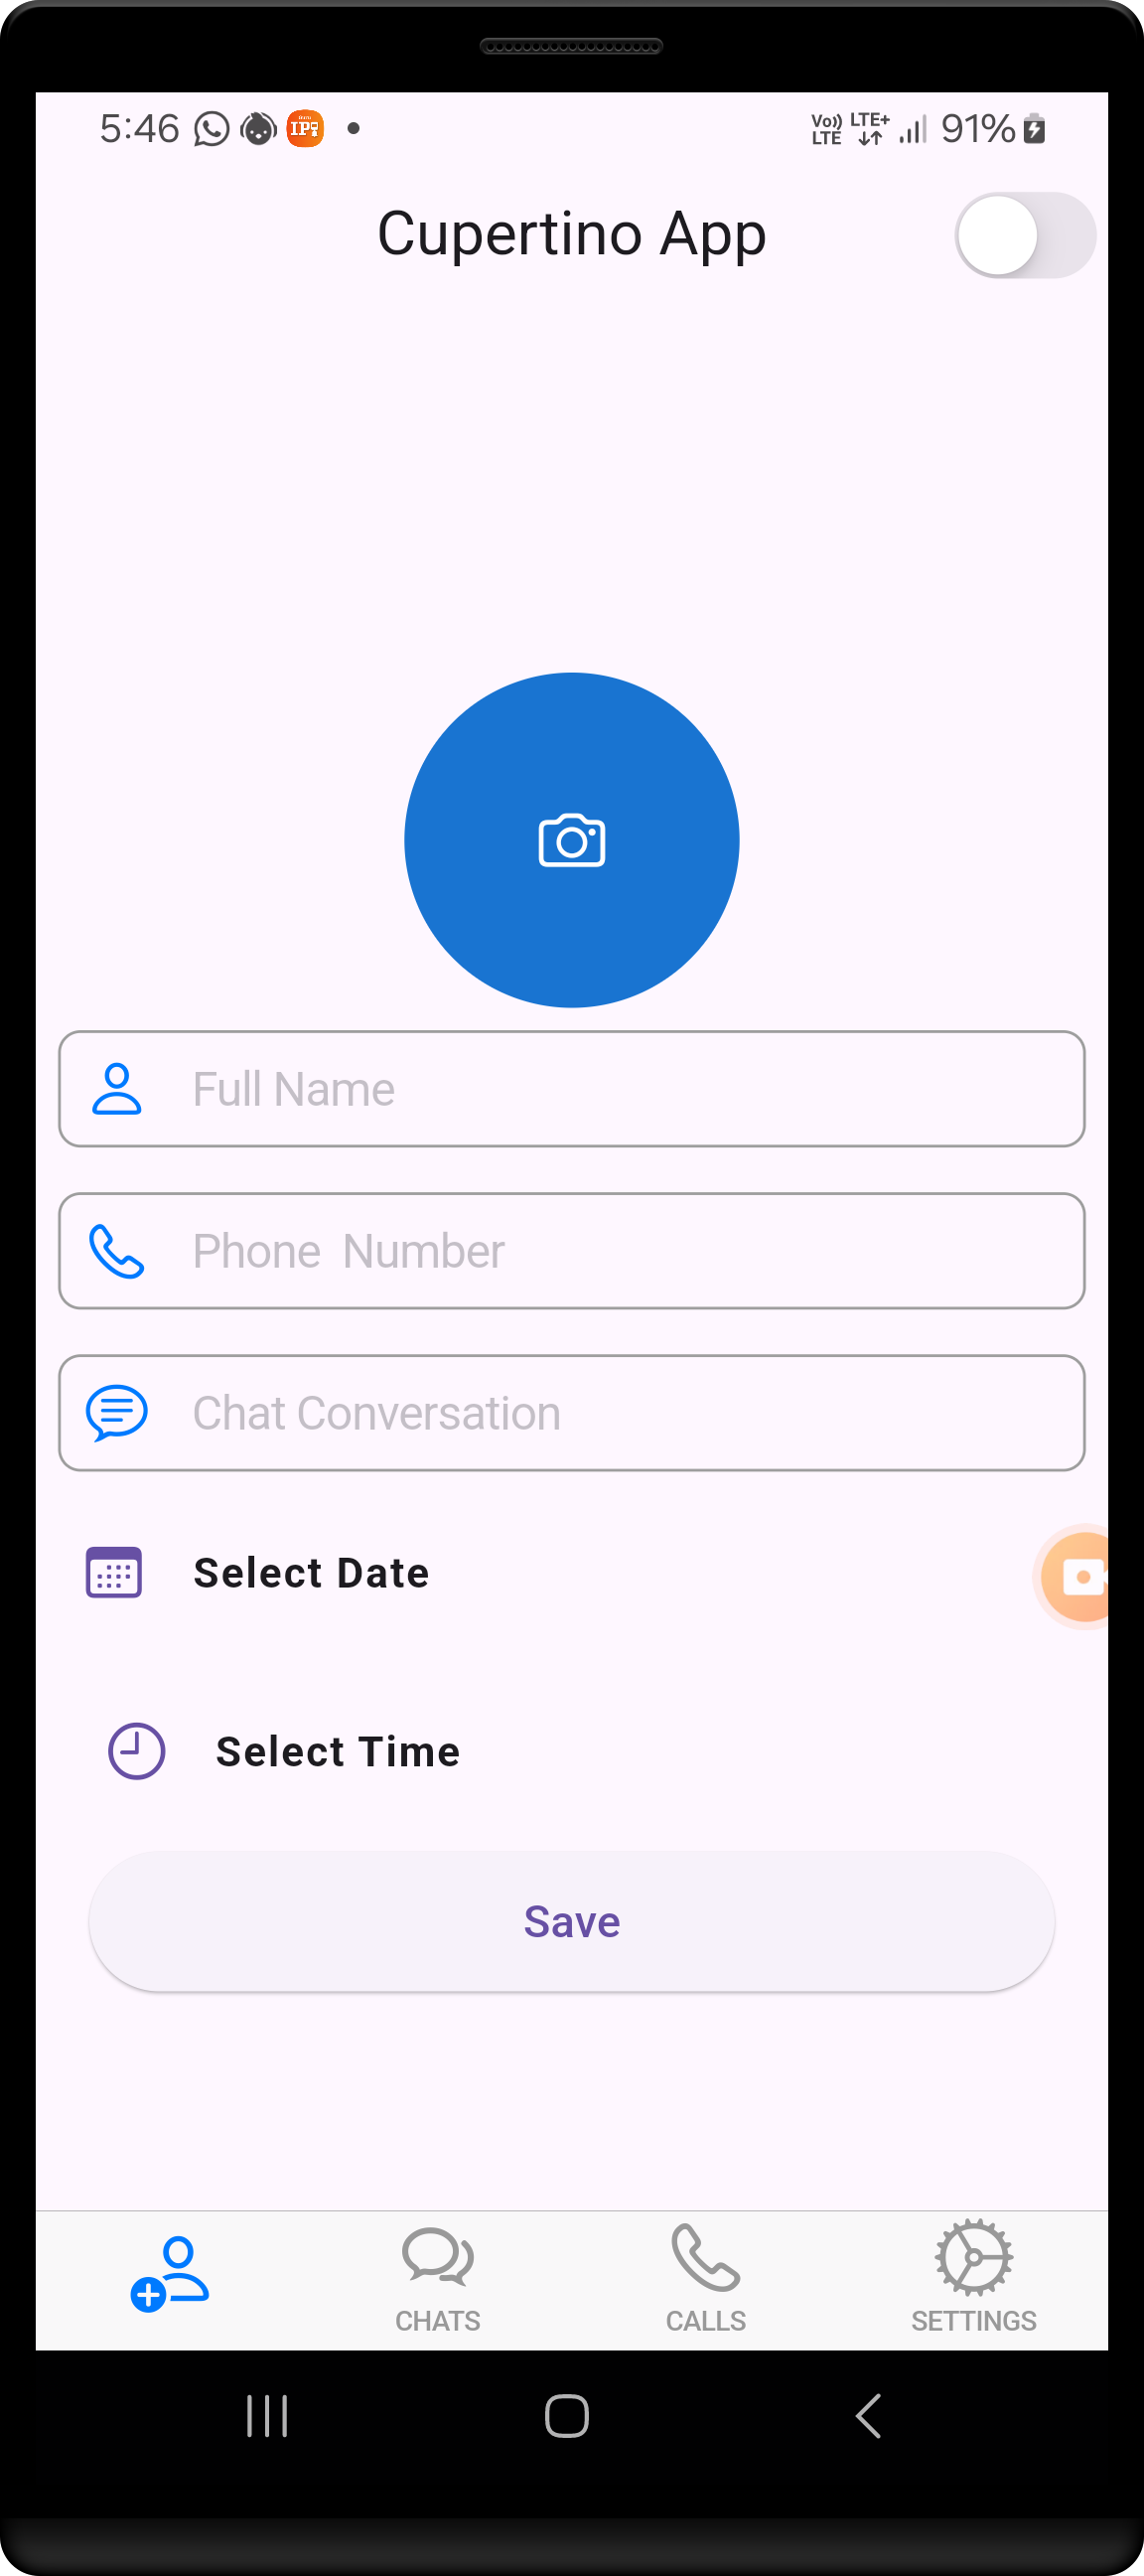 5:46 IPL Vo)) LTE LTE+ 91%
Cupertino App
Full Name
Phone  Number
Chat Conversation
Select Date
Select Time
Save
CHATS CALLS SETTINGS